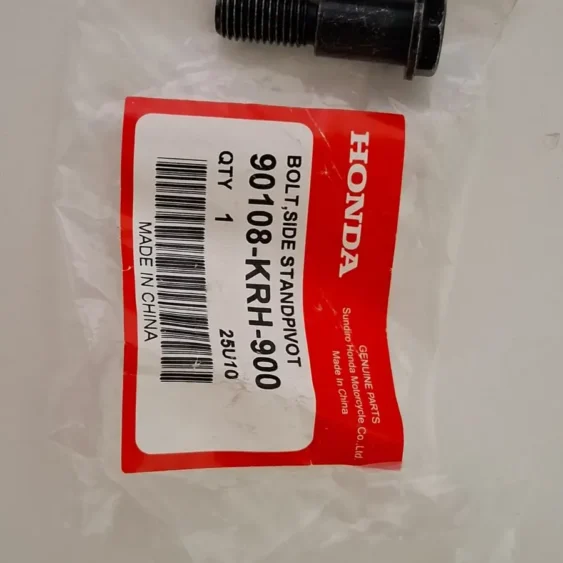 HONDA
GENUINE PARTS
Sundiro Honda Motorcycle Co.,Ltd
Made In China
BOLT,SIDE STANDPIVOT
90108-KRH-900
QTY 1 25U10
MADE IN CHINA